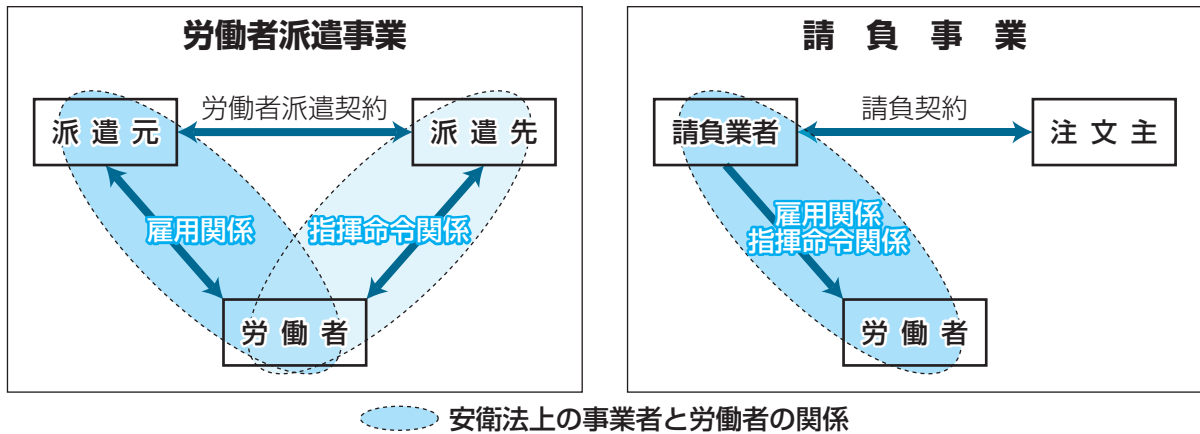 労働者派遣事業
労働者派遣契約
派遣元
派遣先
雇用関係
指揮命令関係
労働者
請負事業
請負契約
請負業者
注文主
雇用関係
指揮命令関係
労働者
安衛法上の事業者と労働者の関係